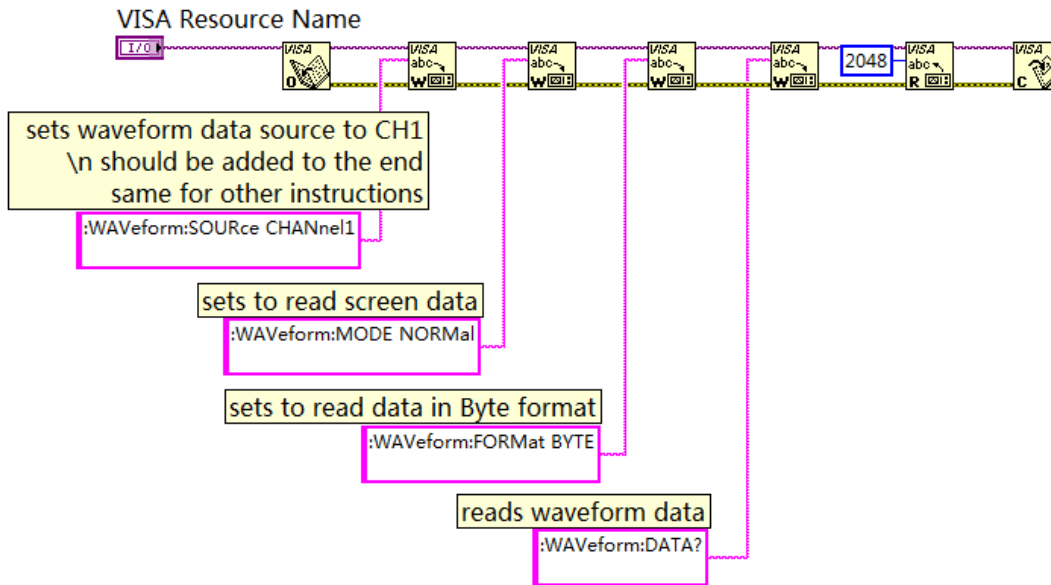 VISA Resource Name
I/O
VISA
O
VISA
abc
W
VISA
abc
W
VISA
abc
W
VISA
abc
W
2048
VISA
abc
R
VISA
C
sets waveform data source to CH1
\n should be added to the end
same for other instructions
:WAVeform:SOURce CHANnel1
sets to read screen data
:WAVeform:MODE NORMal
sets to read data in Byte format
:WAVeform:FORMat BYTE
reads waveform data
:WAVeform:DATA?